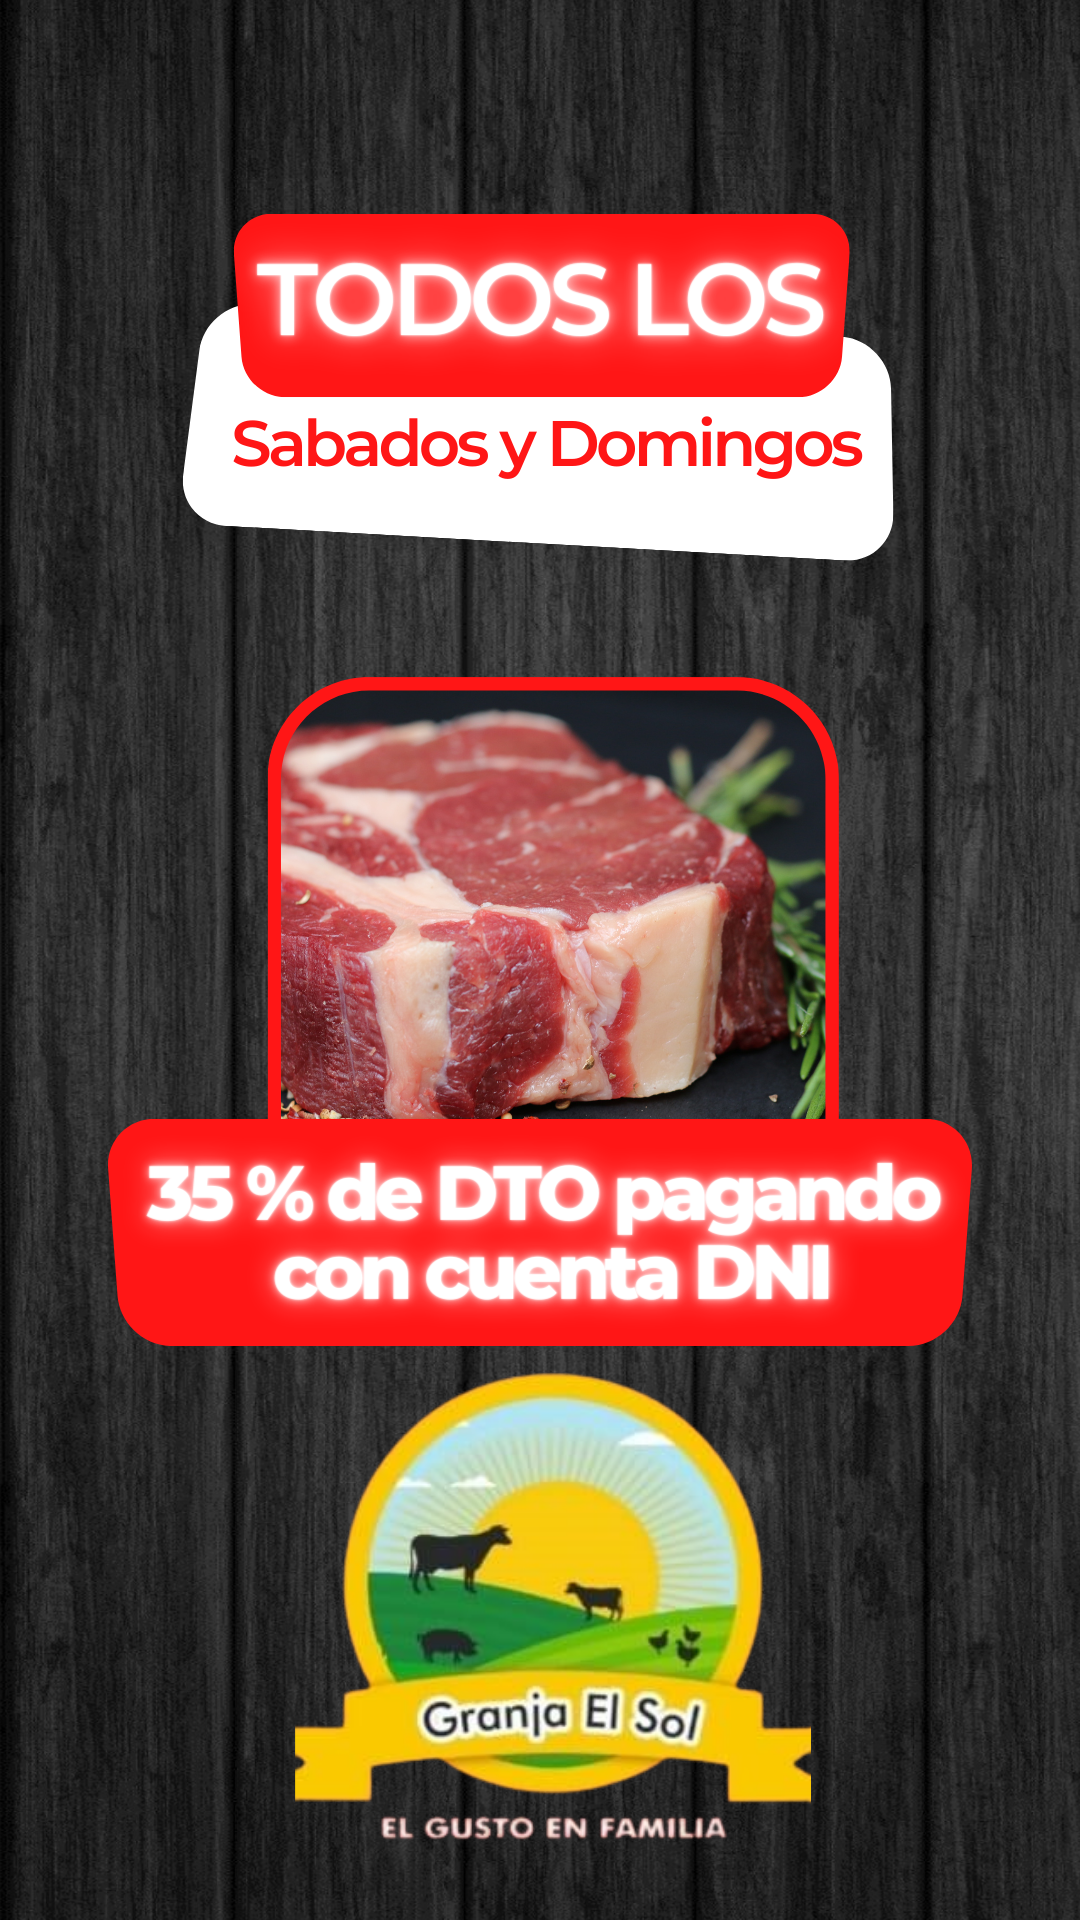 TODOS LOS
Sabados y Domingos
35 % de DTO pagando
con cuenta DNI
Granja El Sol
EL GUSTO EN FAMILIA